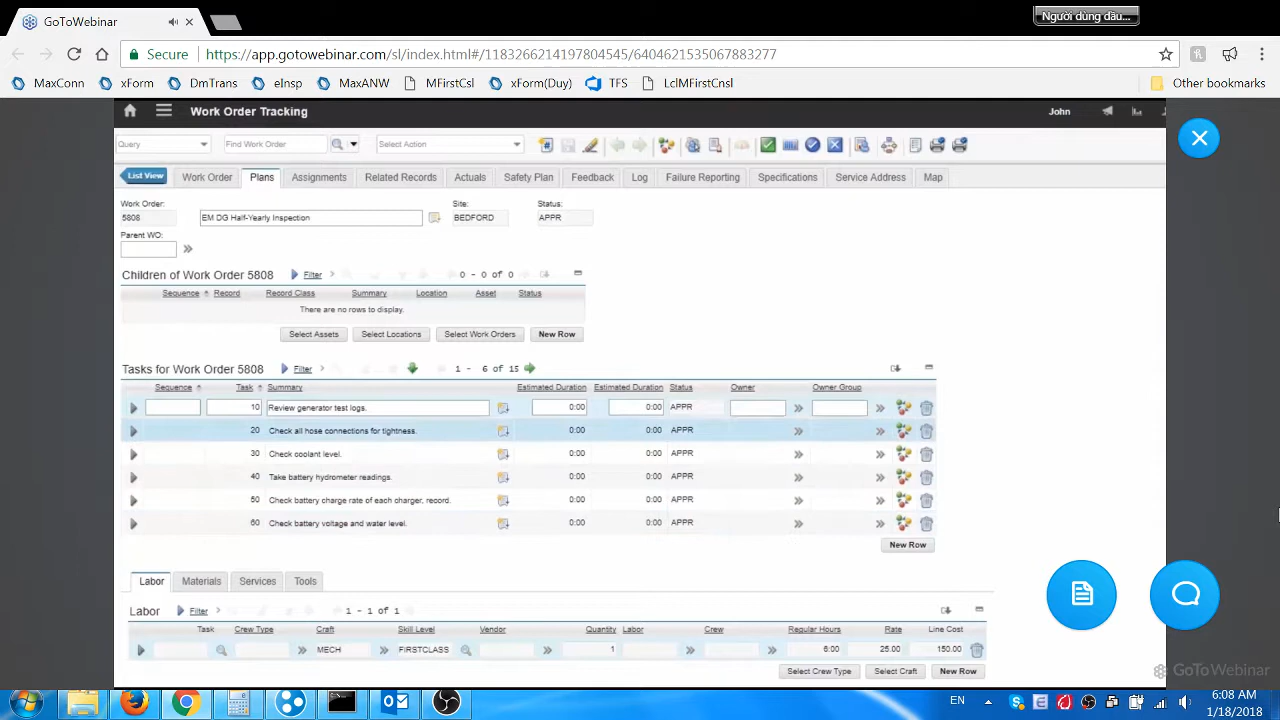 GoToWebinar
Người dùng đầu...
Secure https://app.gotowebinar.com/sl/index.html#/1183266214197804545/6404621535067883277
MaxConn xForm DmTrans eInsp MaxANW MFirstCsl xForm(Duy) TFS LclMFirstCnsl Other bookmarks
Work Order Tracking John
Query Find Work Order Select Action
List View Work Order Plans Assignments Related Records Actuals Safety Plan Feedback Log Failure Reporting Specifications Service Address Map
Work Order: Site: Status:
5808 EM DG Half-Yearly Inspection BEDFORD APPR
Parent WO:
Children of Work Order 5808 Filter 0 - 0 of 0
Sequence Record Record Class Summary Location Asset Status
There are no rows to display.
Select Assets Select Locations Select Work Orders New Row
Tasks for Work Order 5808 Filter 1 - 6 of 15
Sequence Task Summary Estimated Duration Estimated Duration Status Owner Owner Group
10 Review generator test logs. 0:00 0:00 APPR
20 Check all hose connections for tightness. 0:00 0:00 APPR
30 Check coolant level. 0:00 0:00 APPR
40 Take battery hydrometer readings. 0:00 0:00 APPR
50 Check battery charge rate of each charger, record. 0:00 0:00 APPR
60 Check battery voltage and water level. 0:00 0:00 APPR
New Row
Labor Materials Services Tools
Labor Filter 1 - 1 of 1
Task Crew Type Craft Skill Level Vendor Quantity Labor Crew Regular Hours Rate Line Cost
MECH FIRSTCLASS 1 6:00 25.00 150.00
Select Crew Type Select Craft New Row
GoToWebinar
EN 6:08 AM
1/18/2018